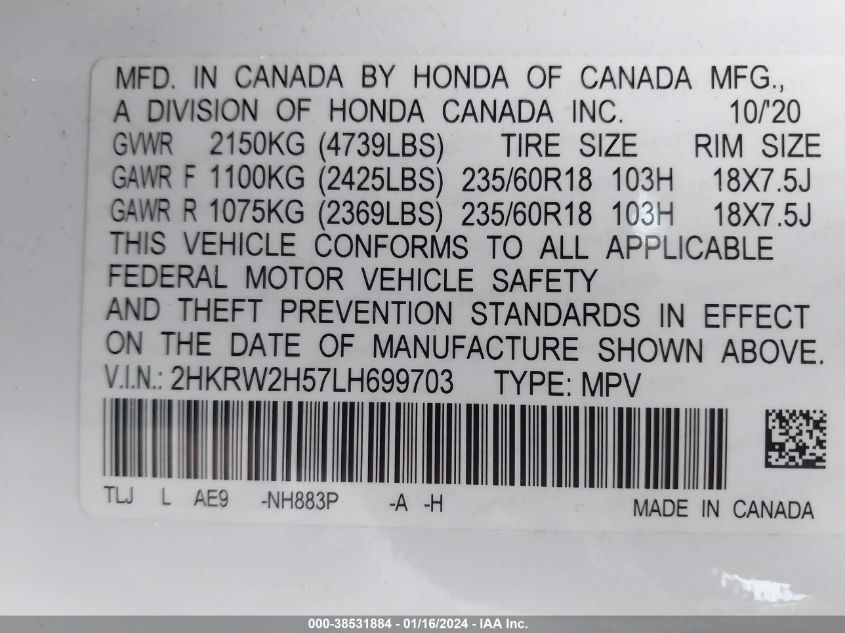 MFD. IN CANADA BY HONDA OF CANADA MFG.,
A DIVISION OF HONDA CANADA INC. 10/'20
GVWR 2150KG (4739LBS) TIRE SIZE RIM SIZE
GAWR F 1100KG (2425LBS) 235/60R18 103H 18X7.5J
GAWR R 1075KG (2369LBS) 235/60R18 103H 18X7.5J
THIS VEHICLE CONFORMS TO ALL APPLICABLE
FEDERAL MOTOR VEHICLE SAFETY
AND THEFT PREVENTION STANDARDS IN EFFECT
ON THE DATE OF MANUFACTURE SHOWN ABOVE.
V.I.N.: 2HKRW2H57LH699703 TYPE: MPV
TLJ L AE9 -NH883P -A -H
MADE IN CANADA
000-38531884 - 01/16/2024 - IAA Inc.